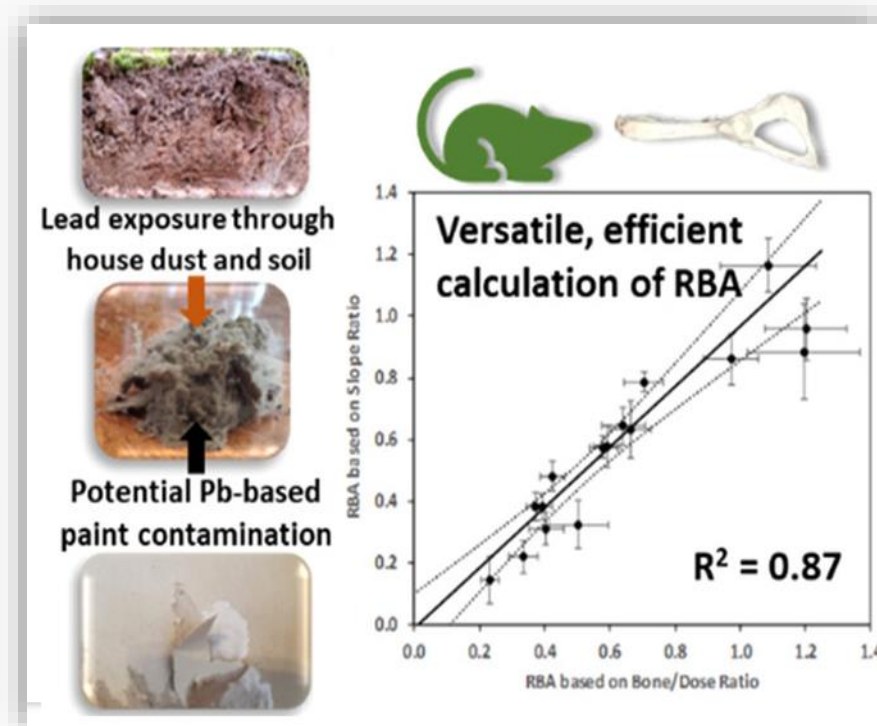 Lead exposure through
house dust and soil
Potential Pb-based
paint contamination
Versatile, efficient
calculation of RBA
R² = 0.87
RBA based on Slope Ratio
1.4
1.2
1.0
0.8
0.6
0.4
0.2
0.0
0.0 0.2 0.4 0.6 0.8 1.0 1.2 1.4
RBA based on Bone/Dose Ratio